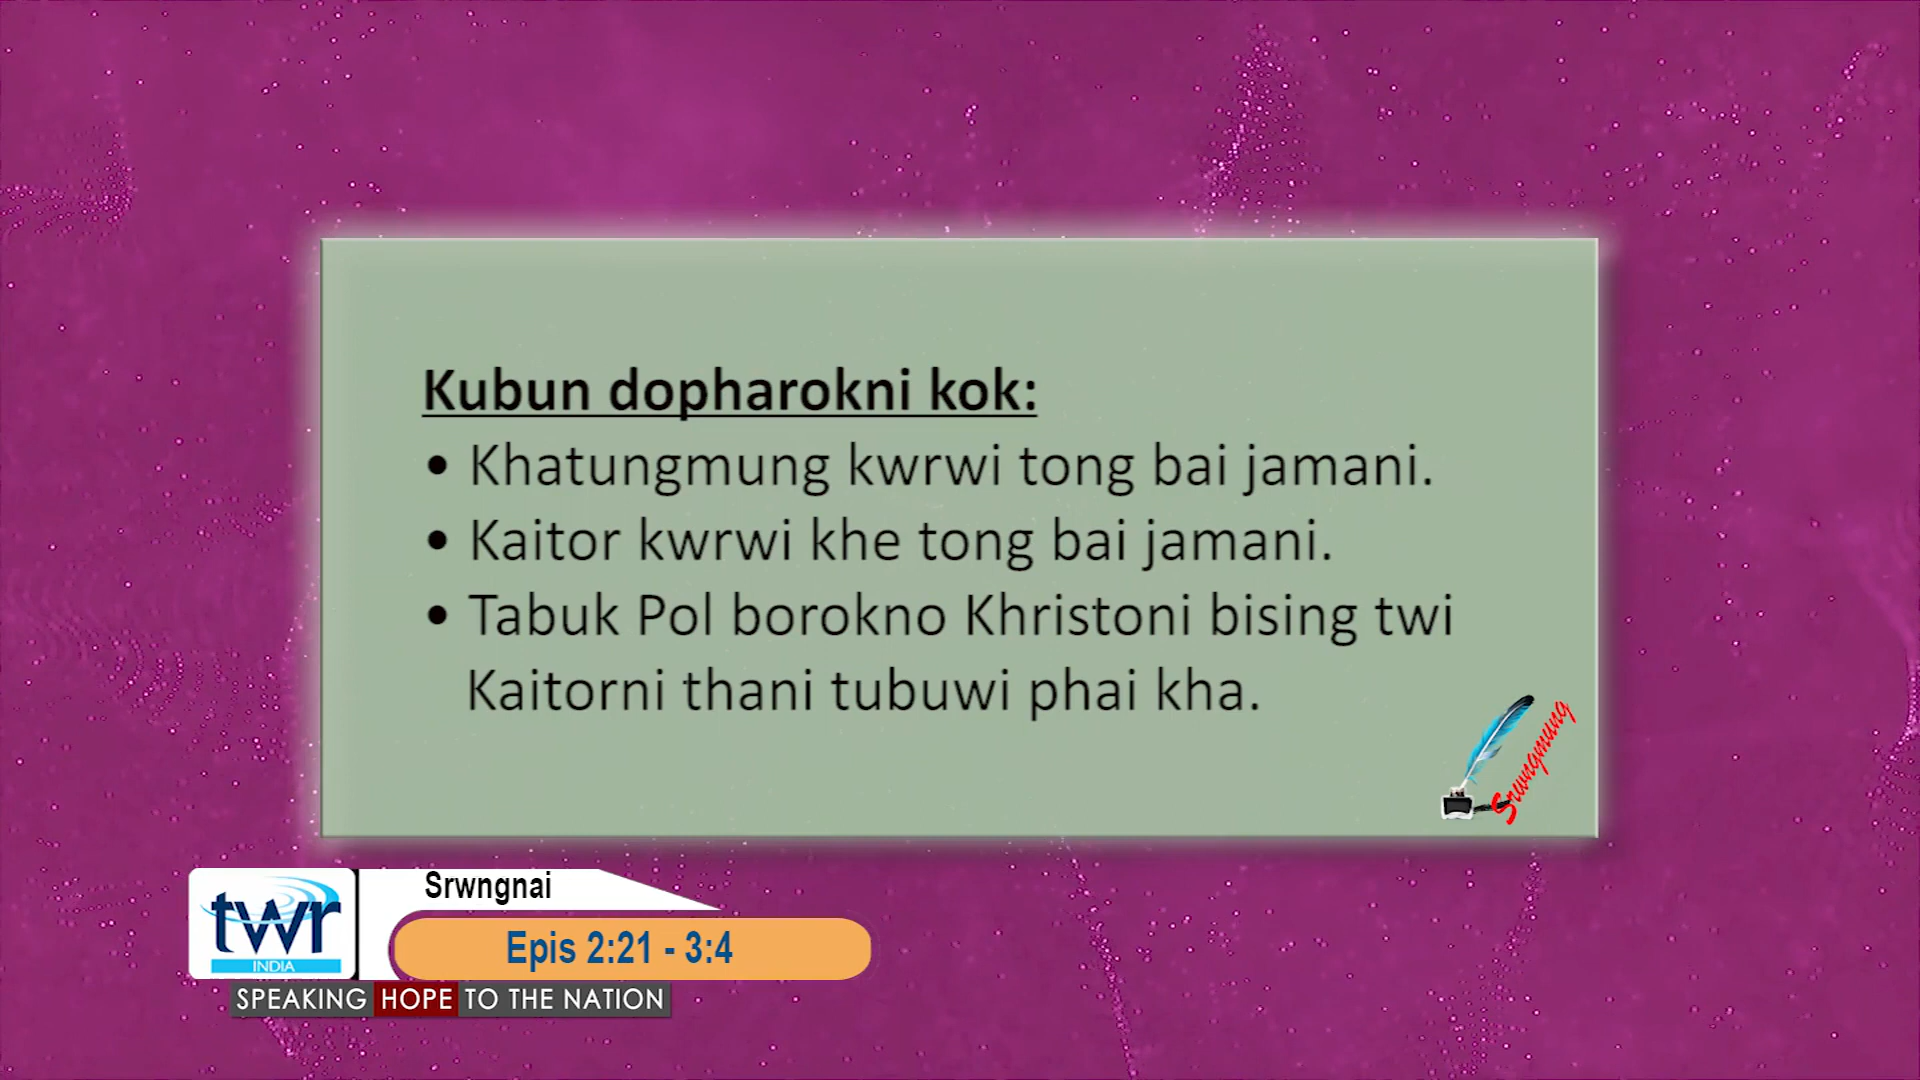 Kubun dopharokni kok:
• Khatungmung kwrwi tong bai jamani.
• Kaitor kwrwi khe tong bai jamani.
• Tabuk Pol borokno Khristoni bising twi
Kaitorni thani tubuwi phai kha.
Srwngmung
twr
INDIA
Srwngnai
Epis 2:21 - 3:4
SPEAKING HOPE TO THE NATION